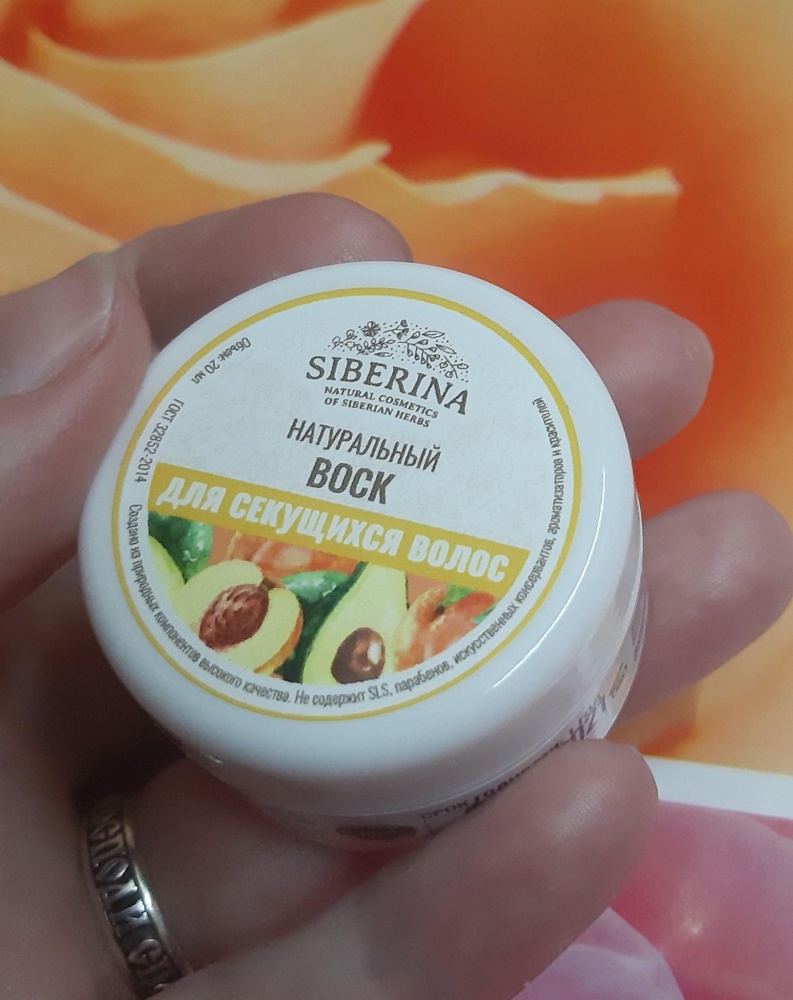 SIBERINA
NATURAL COSMETICS
OF SIBERIAN HERBS
НАТУРАЛЬНЫЙ
ВОСК
ДЛЯ СЕКУЩИХСЯ ВОЛОС
Объем: 20 мл
ГОСТ 32852-2014
Создано из природных компонентов высокого качества. Не содержит SLS, парабенов, искусственных консервантов, ароматизаторов и красителей
СРОК